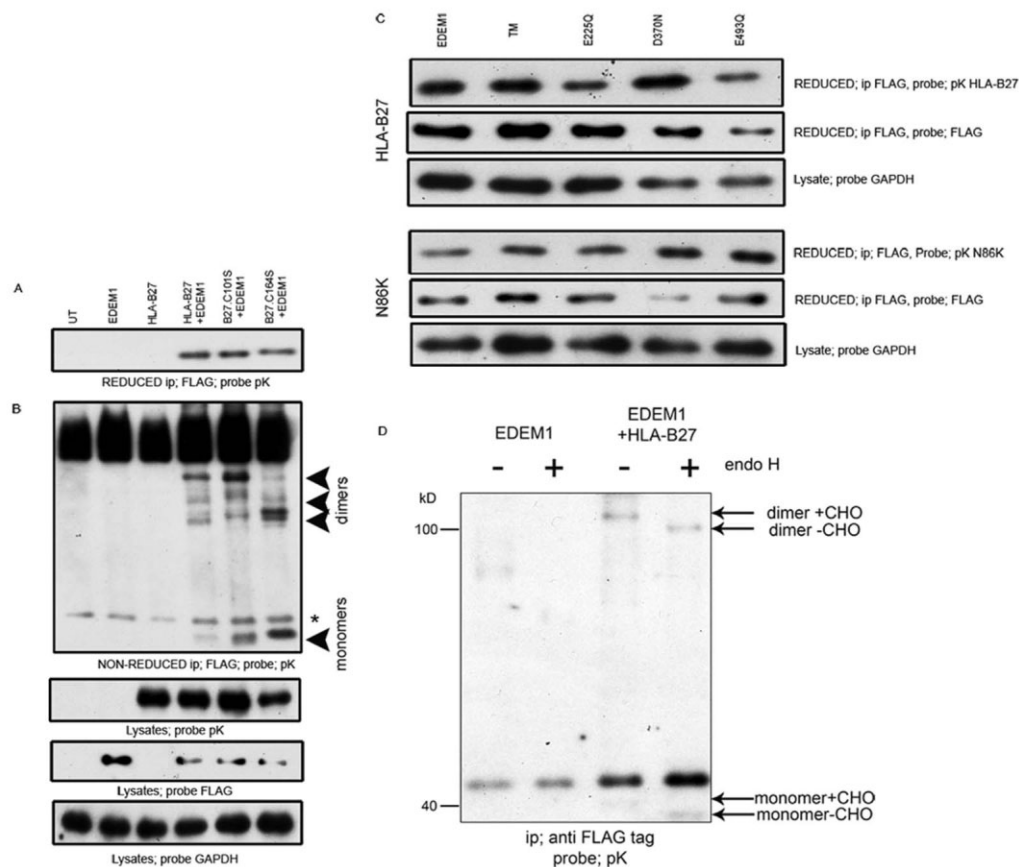 A
UT
EDEM1
HLA-B27
HLA-B27
+EDEM1
B27.C101S
+EDEM1
B27.C164S
+EDEM1
REDUCED ip; FLAG; probe pK
B
dimers
*
monomers
NON-REDUCED ip; FLAG; probe; pK
Lysates; probe pK
Lysates; probe FLAG
Lysates; probe GAPDH
C
EDEM1
TM
E225Q
D370N
E493Q
HLA-B27
REDUCED; ip FLAG, probe; pK HLA-B27
REDUCED; ip FLAG, probe; FLAG
Lysate; probe GAPDH
N86K
REDUCED; ip; FLAG, Probe; pK N86K
REDUCED; ip FLAG, probe; FLAG
Lysate; probe GAPDH
D
EDEM1
EDEM1
+HLA-B27
- + - + endo H
kD
100
40
dimer +CHO
dimer -CHO
monomer+CHO
monomer-CHO
ip; anti FLAG tag
probe; pK